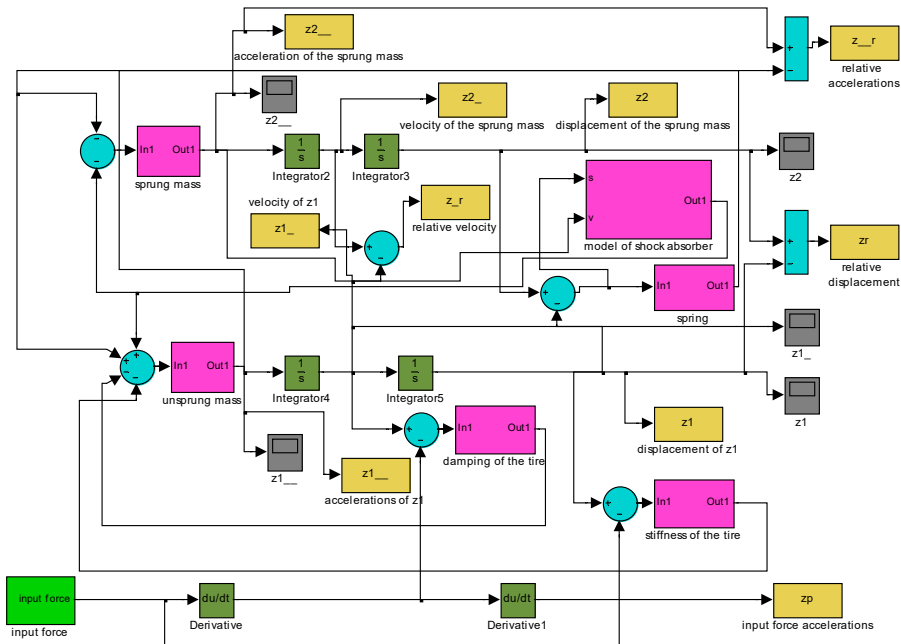 z2__
acceleration of the sprung mass
z__r
relative
accelerations
z2__
z2_
velocity of the sprung mass
z2
displacement of the sprung mass
In1 Out1
sprung mass
1
s
Integrator2
1
s
Integrator3
z2
s
v
Out1
model of shock absorber
velocity of z1
z1_
z_r
relative velocity
zr
relative
displacement
In1 Out1
spring
z1_
In1 Out1
unsprung mass
1
s
Integrator4
1
s
Integrator5
z1
z1
displacement of z1
In1 Out1
damping of the tire
z1__
z1__
accelerations of z1
In1 Out1
stiffness of the tire
input force
input force
du/dt
Derivative
du/dt
Derivative1
zp
input force accelerations